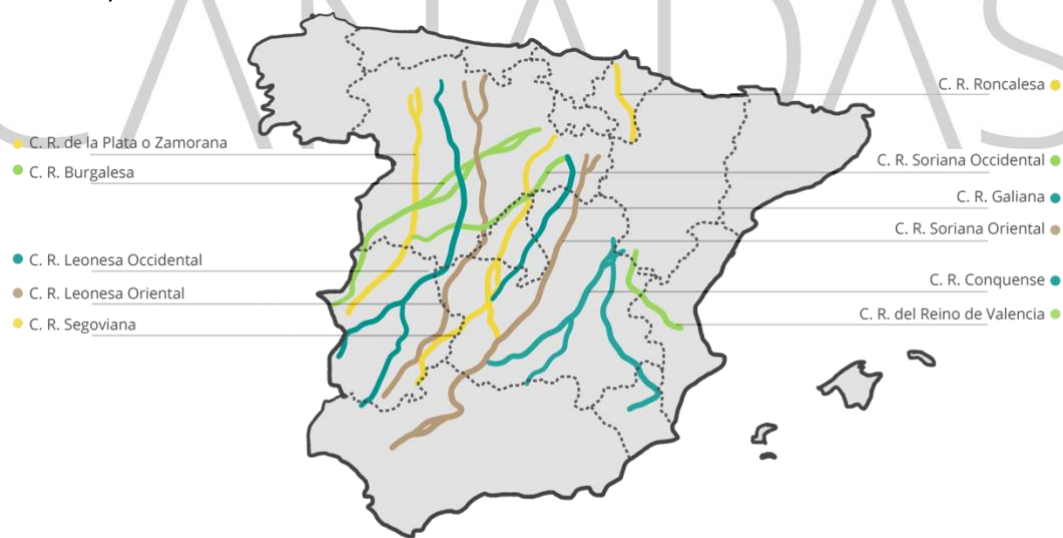 CAÑADAS
C. R. Roncalesa
C. R. de la Plata o Zamorana
C. R. Burgalesa
C. R. Soriana Occidental
C. R. Galiana
C. R. Soriana Oriental
C. R. Leonesa Occidental
C. R. Leonesa Oriental
C. R. Segoviana
C. R. Conquense
C. R. del Reino de Valencia